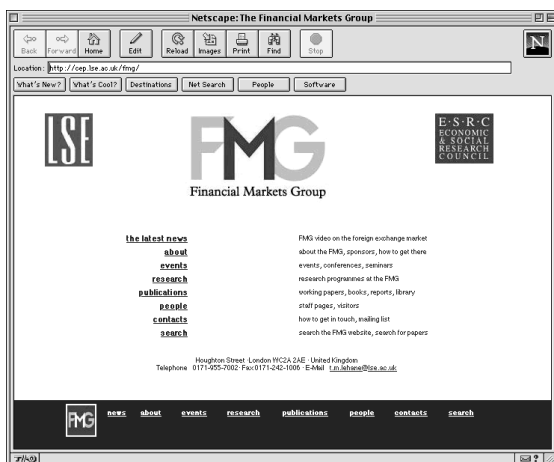 Netscape: The Financial Markets Group
Back Forward Home Edit Reload Images Print Find Stop
N
Location: http://cep.lse.ac.uk/fmg/
What's New? What's Cool? Destinations Net Search People Software
LSE
FMG
Financial Markets Group
E·S·R·C
ECONOMIC
& SOCIAL
RESEARCH
COUNCIL
the latest news FMG video on the foreign exchange market
about about the FMG, sponsors, how to get there
events events, conferences, seminars
research research programmes at the FMG
publications working papers, books, reports, library
people staff pages, visitors
contacts how to get in touch, mailing list
search search the FMG website, search for papers
Houghton Street · London WC2A 2AE · United Kingdom
Telephone 0171-955-7002 · Fax 0171-242-1006 · E-Mail t.m.lehane@lse.ac.uk
FMG news about events research publications people contacts search